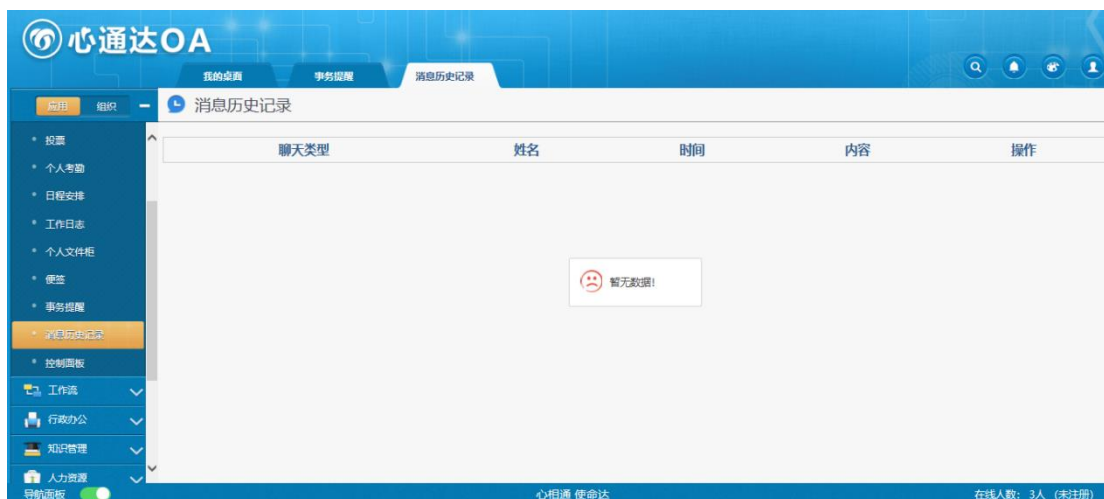 心通达OA
我的桌面 事务提醒 消息历史记录
应用 组织
消息历史记录
投票
个人考勤
日程安排
工作日志
个人文件柜
便签
事务提醒
消息历史记录
控制面板
工作流
行政办公
知识管理
人力资源
聊天类型 姓名 时间 内容 操作
暂无数据!
导航面板 心相通 使命达 在线人数: 3人 (未注册)